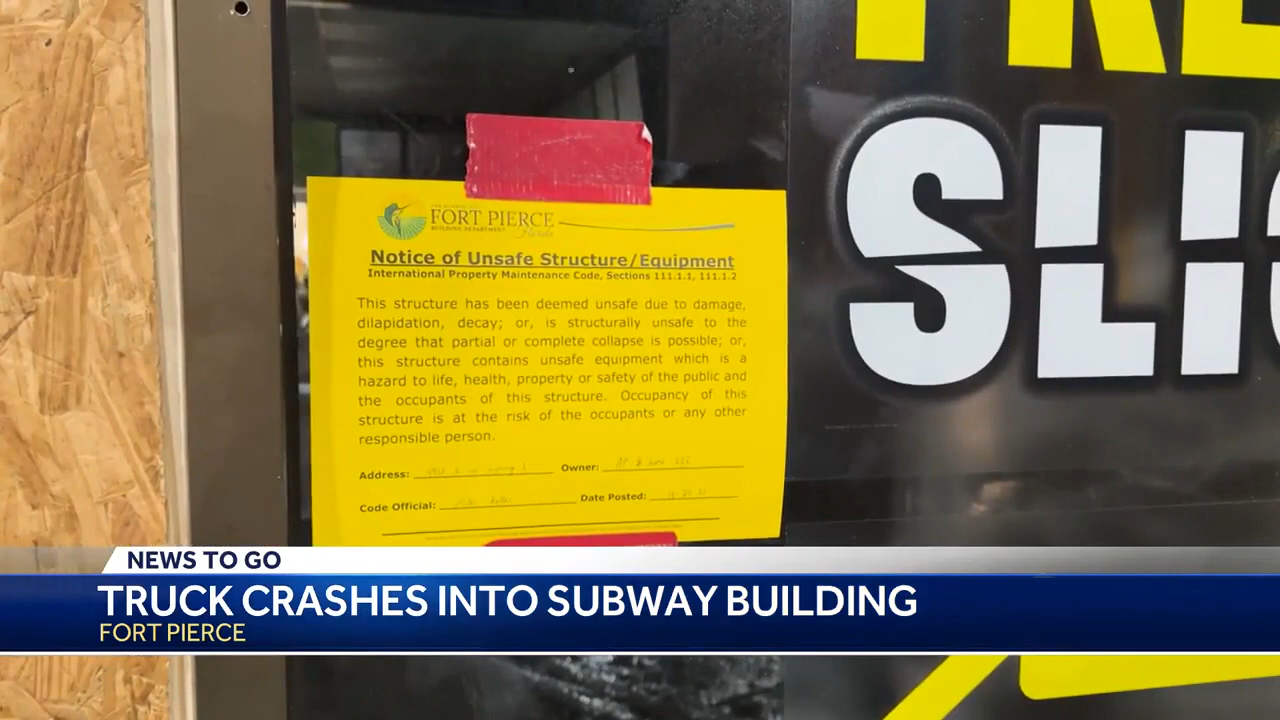 FRE
SLIC
FORT PIERCE
BUILDING DEPARTMENT
Florida
Notice of Unsafe Structure/Equipment
International Property Maintenance Code, Sections 111.1.1, 111.1.2
This structure has been deemed unsafe due to damage,
dilapidation, decay; or, is structurally unsafe to the
degree that partial or complete collapse is possible; or,
this structure contains unsafe equipment which is a
hazard to life, health, property or safety of the public and
the occupants of this structure. Occupancy of this
structure is at the risk of the occupants or any other
responsible person.
Address: Owner:
Code Official: Date Posted:
NEWS TO GO
TRUCK CRASHES INTO SUBWAY BUILDING
FORT PIERCE